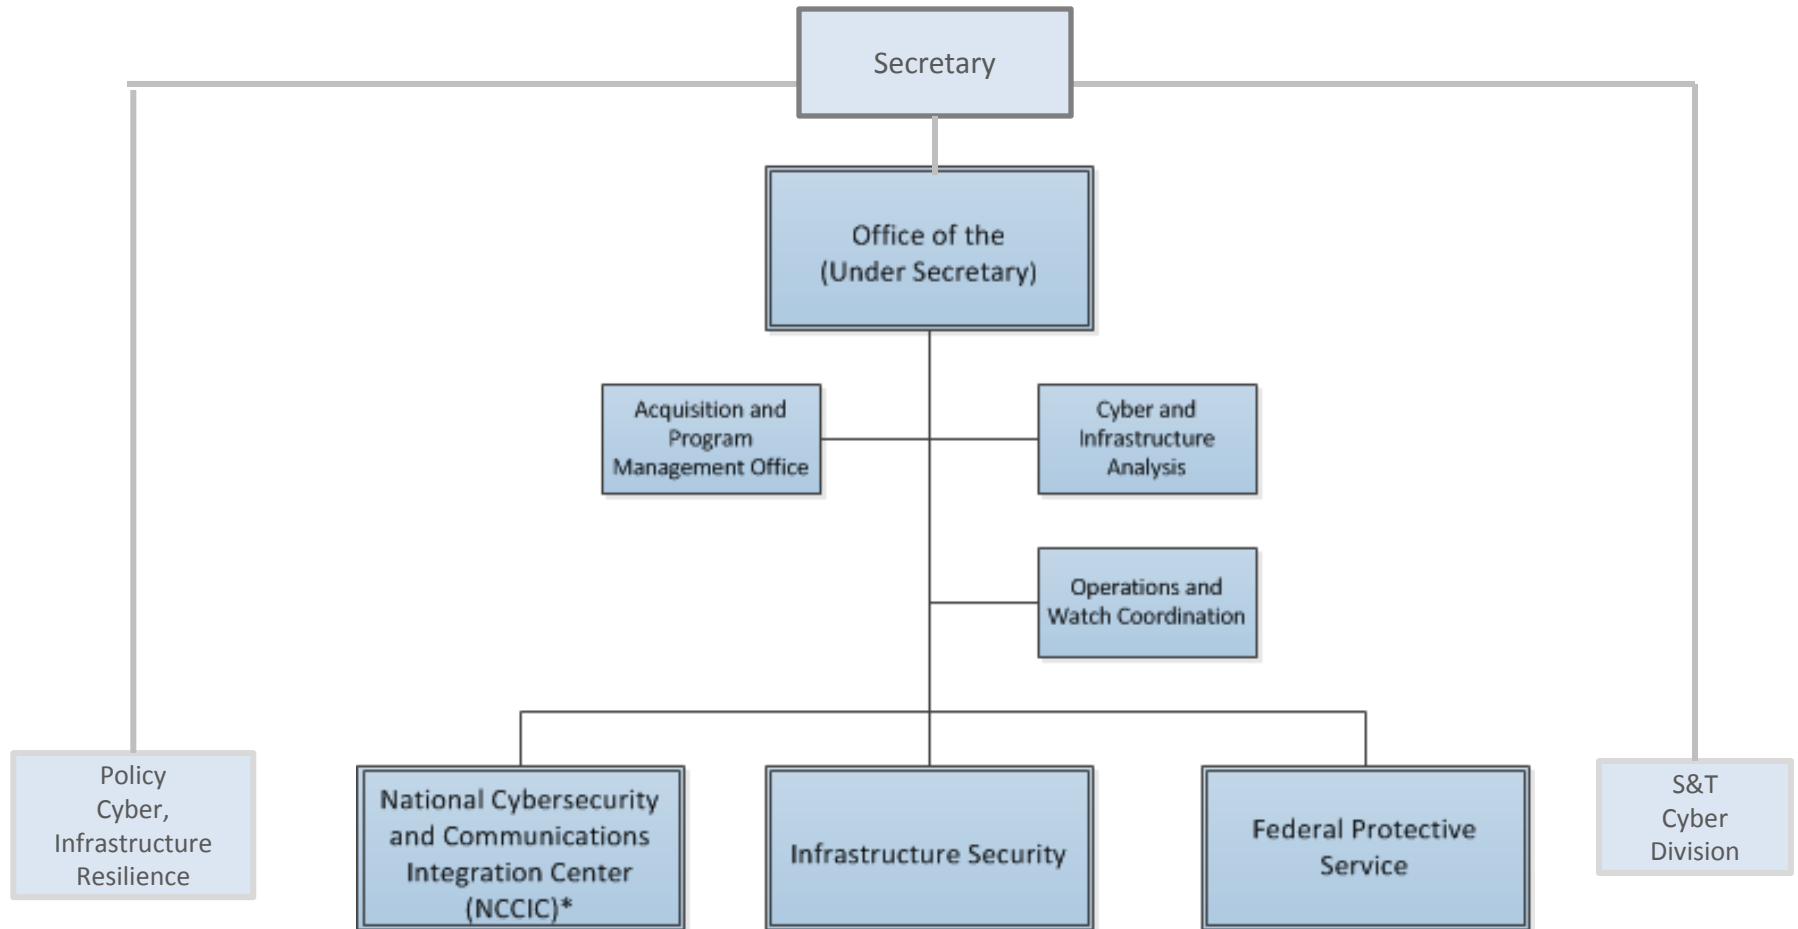 Secretary
Office of the
(Under Secretary)
Acquisition and
Program
Management Office
Cyber and
Infrastructure
Analysis
Operations and
Watch Coordination
Policy
Cyber,
Infrastructure
Resilience
National Cybersecurity
and Communications
Integration Center
(NCCIC)*
Infrastructure Security
Federal Protective
Service
S&T
Cyber
Division